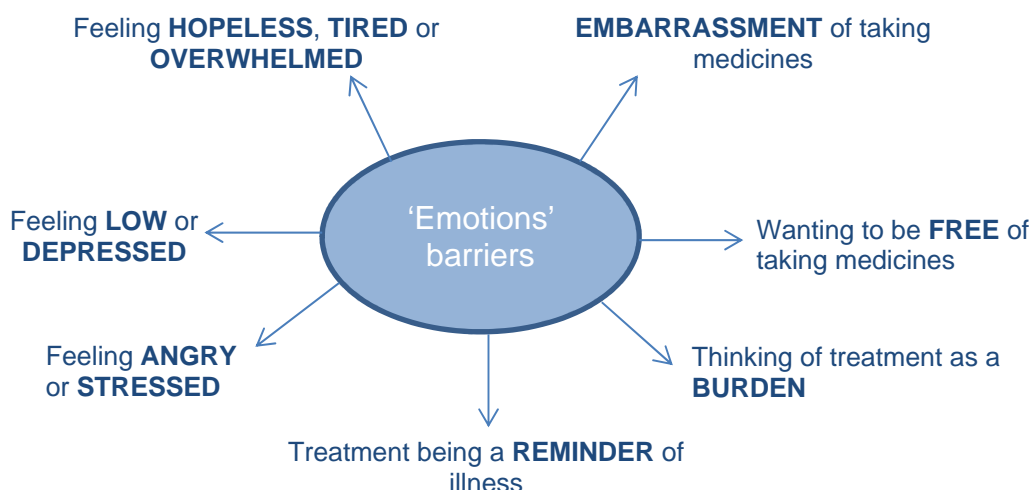 Feeling HOPELESS, TIRED or
OVERWHELMED
EMBARRASSMENT of taking
medicines
'Emotions'
barriers
Feeling LOW or
DEPRESSED
Wanting to be FREE of
taking medicines
Feeling ANGRY
or STRESSED
Thinking of treatment as a
BURDEN
Treatment being a REMINDER of
illness